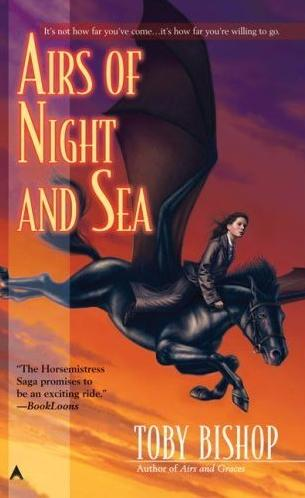 It's not how far you've come...it's how far you're willing to go.
AIRS OF
NIGHT
AND SEA
"The Horsemistress
Saga promises to
be an exciting ride."
—BookLoons
TOBY BISHOP
Author of Airs and Graces